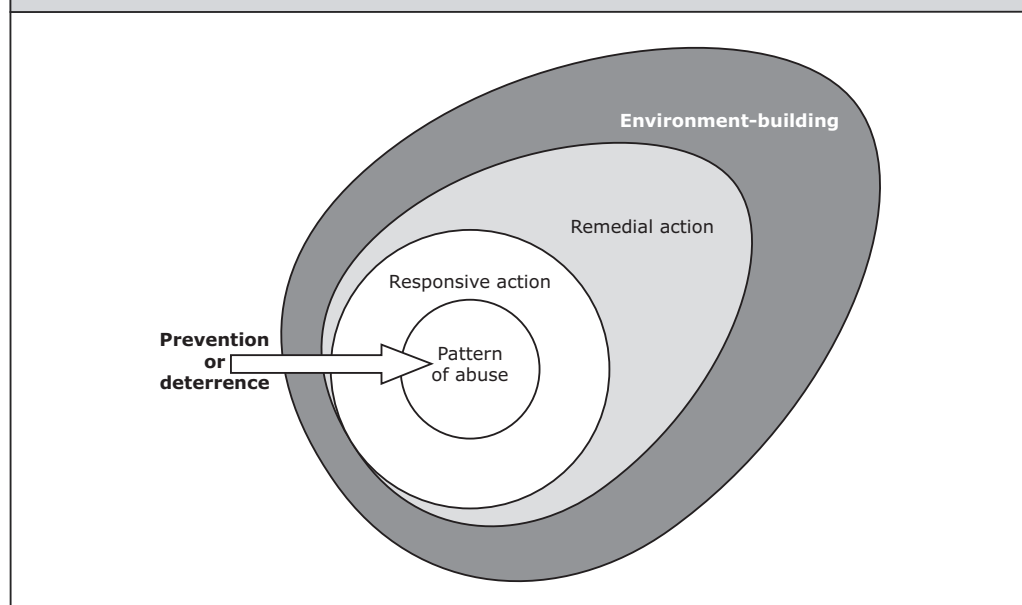 Environment-building
Remedial action
Responsive action
Prevention
or
deterrence
Pattern
of abuse